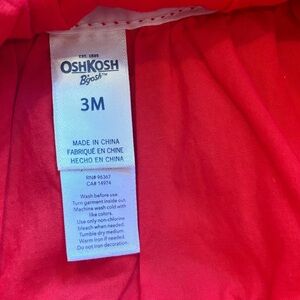 EST. 1895
OSHKOSH
B'gosh™
3M
MADE IN CHINA
FABRIQUÉ EN CHINE
HECHO EN CHINA
RN# 96367
CA# 14974
Wash before use
Turn garment inside out.
Machine wash cold with
like colors.
Use only non-chlorine
bleach when needed.
Tumble dry medium.
Warm iron if needed.
Do not iron decoration.